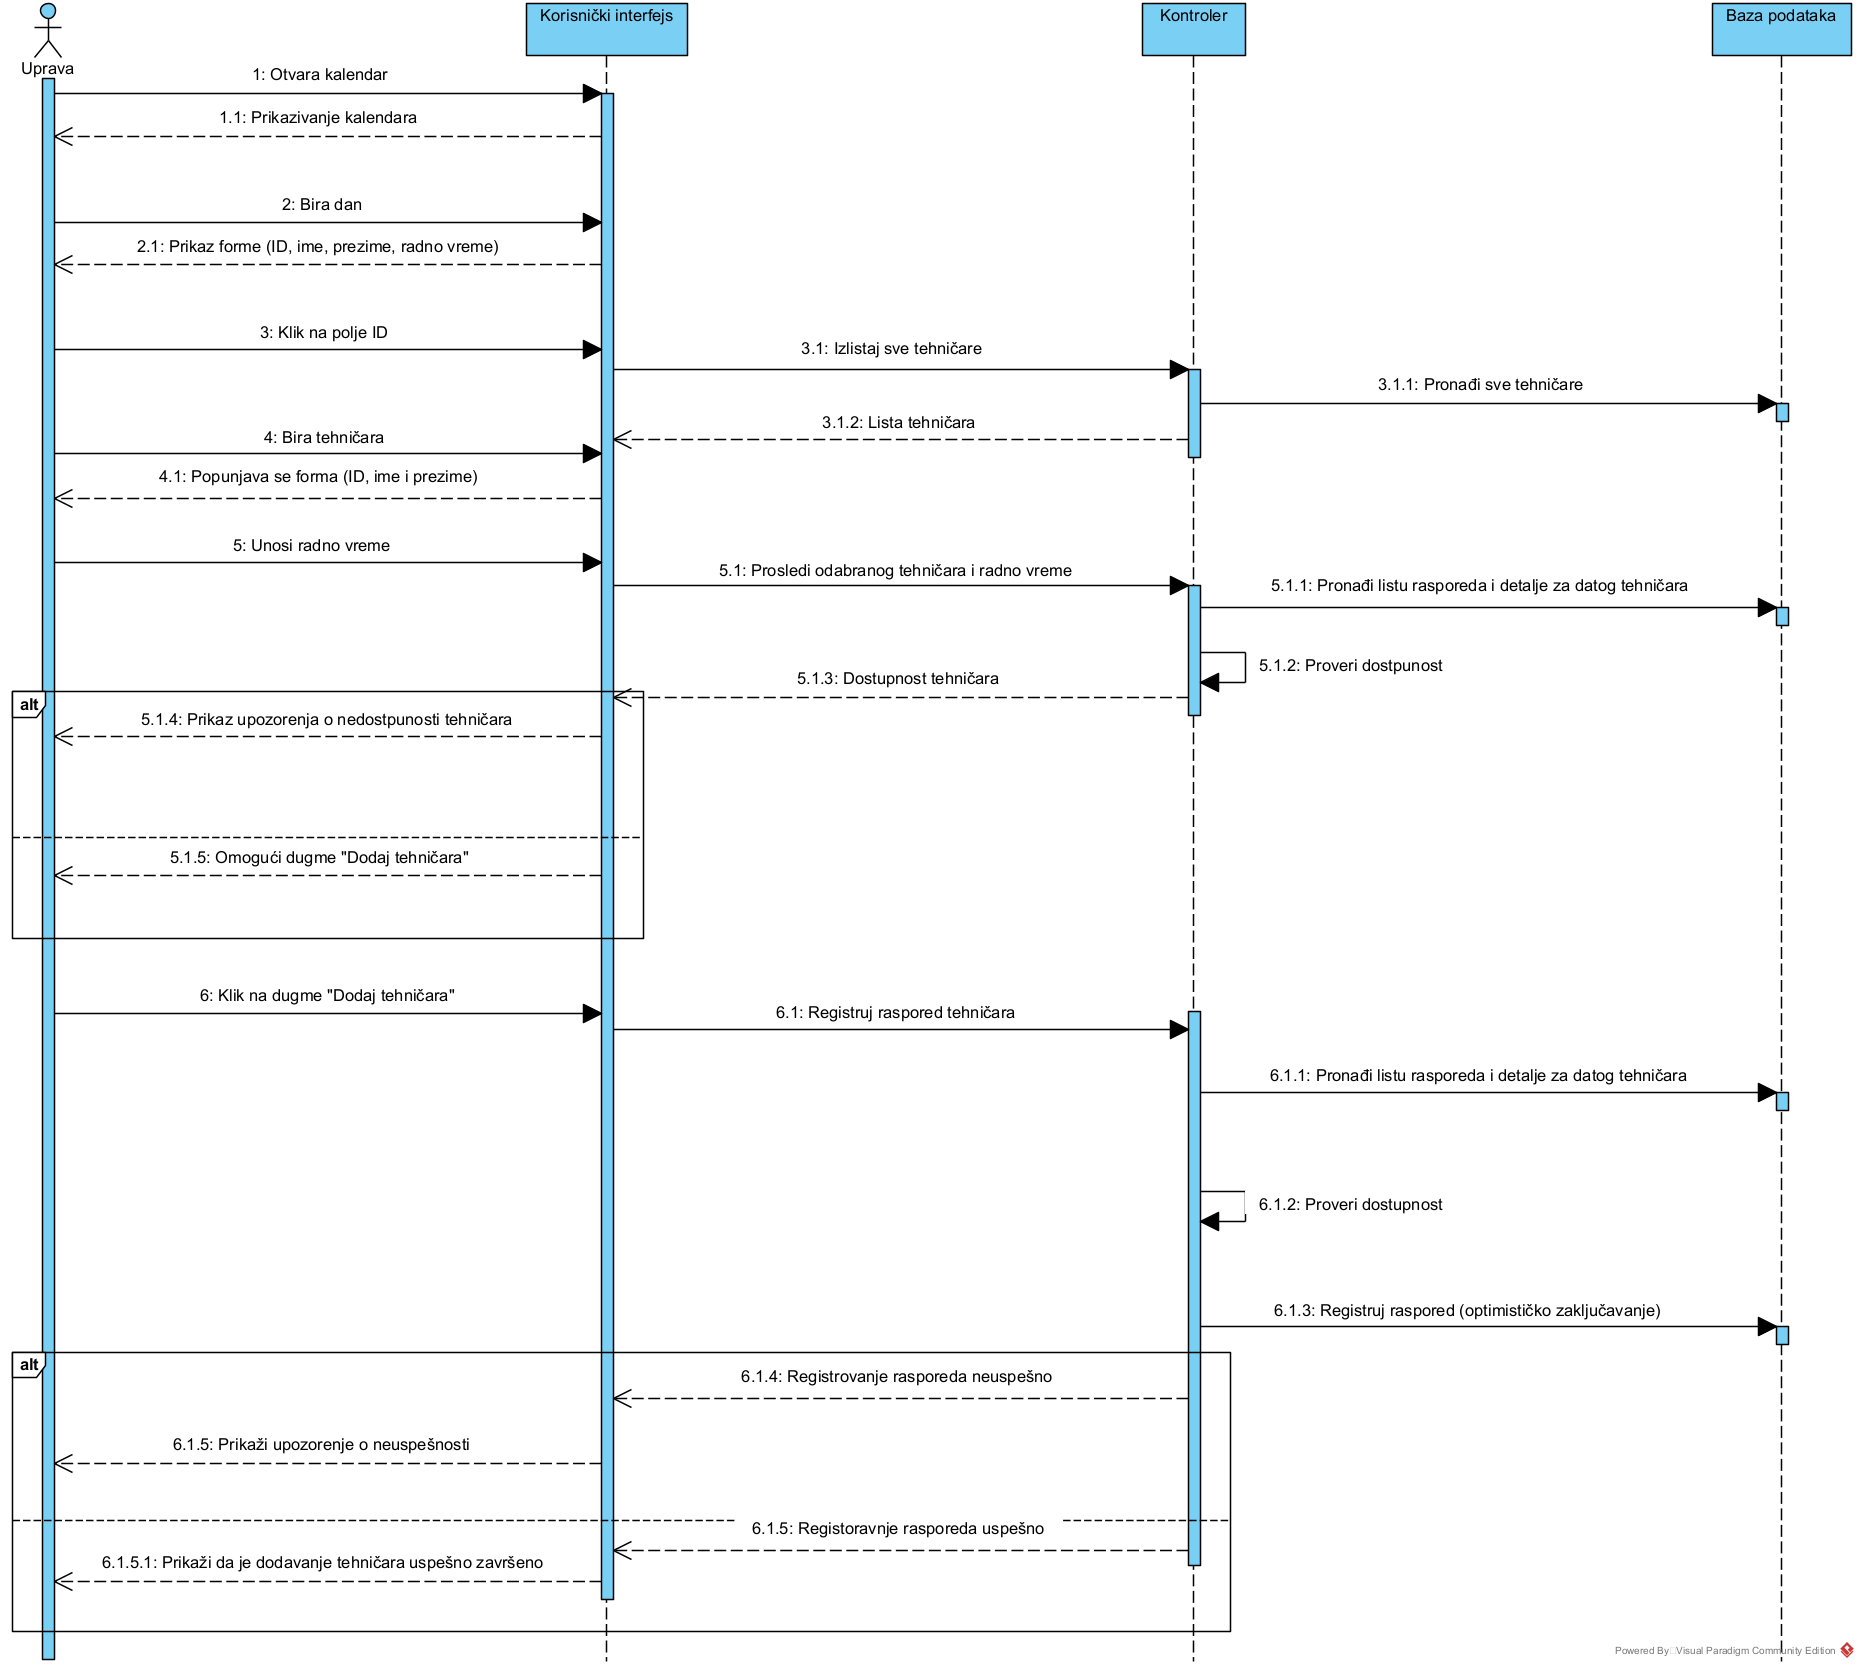 Korisnički interfejs
Kontroler
Baza podataka
Uprava
1: Otvara kalendar
1.1: Prikazivanje kalendara
2: Bira dan
2.1: Prikaz forme (ID, ime, prezime, radno vreme)
3: Klik na polje ID
3.1: Izlistaj sve tehničare
3.1.1: Pronađi sve tehničare
3.1.2: Lista tehničara
4: Bira tehničara
4.1: Popunjava se forma (ID, ime i prezime)
5: Unosi radno vreme
5.1: Prosledi odabranog tehničara i radno vreme
5.1.1: Pronađi listu rasporeda i detalje za datog tehničara
5.1.2: Proveri dostpunost
5.1.3: Dostupnost tehničara
alt
5.1.4: Prikaz upozorenja o nedostpunosti tehničara
5.1.5: Omogući dugme "Dodaj tehničara"
6: Klik na dugme "Dodaj tehničara"
6.1: Registruj raspored tehničara
6.1.1: Pronađi listu rasporeda i detalje za datog tehničara
6.1.2: Proveri dostupnost
6.1.3: Registruj raspored (optimističko zaključavanje)
alt
6.1.4: Registrovanje rasporeda neuspešno
6.1.5: Prikaži upozorenje o neuspešnosti
6.1.5: Registoravnje rasporeda uspešno
6.1.5.1: Prikaži da je dodavanje tehničara uspešno završeno
Powered By Visual Paradigm Community Edition